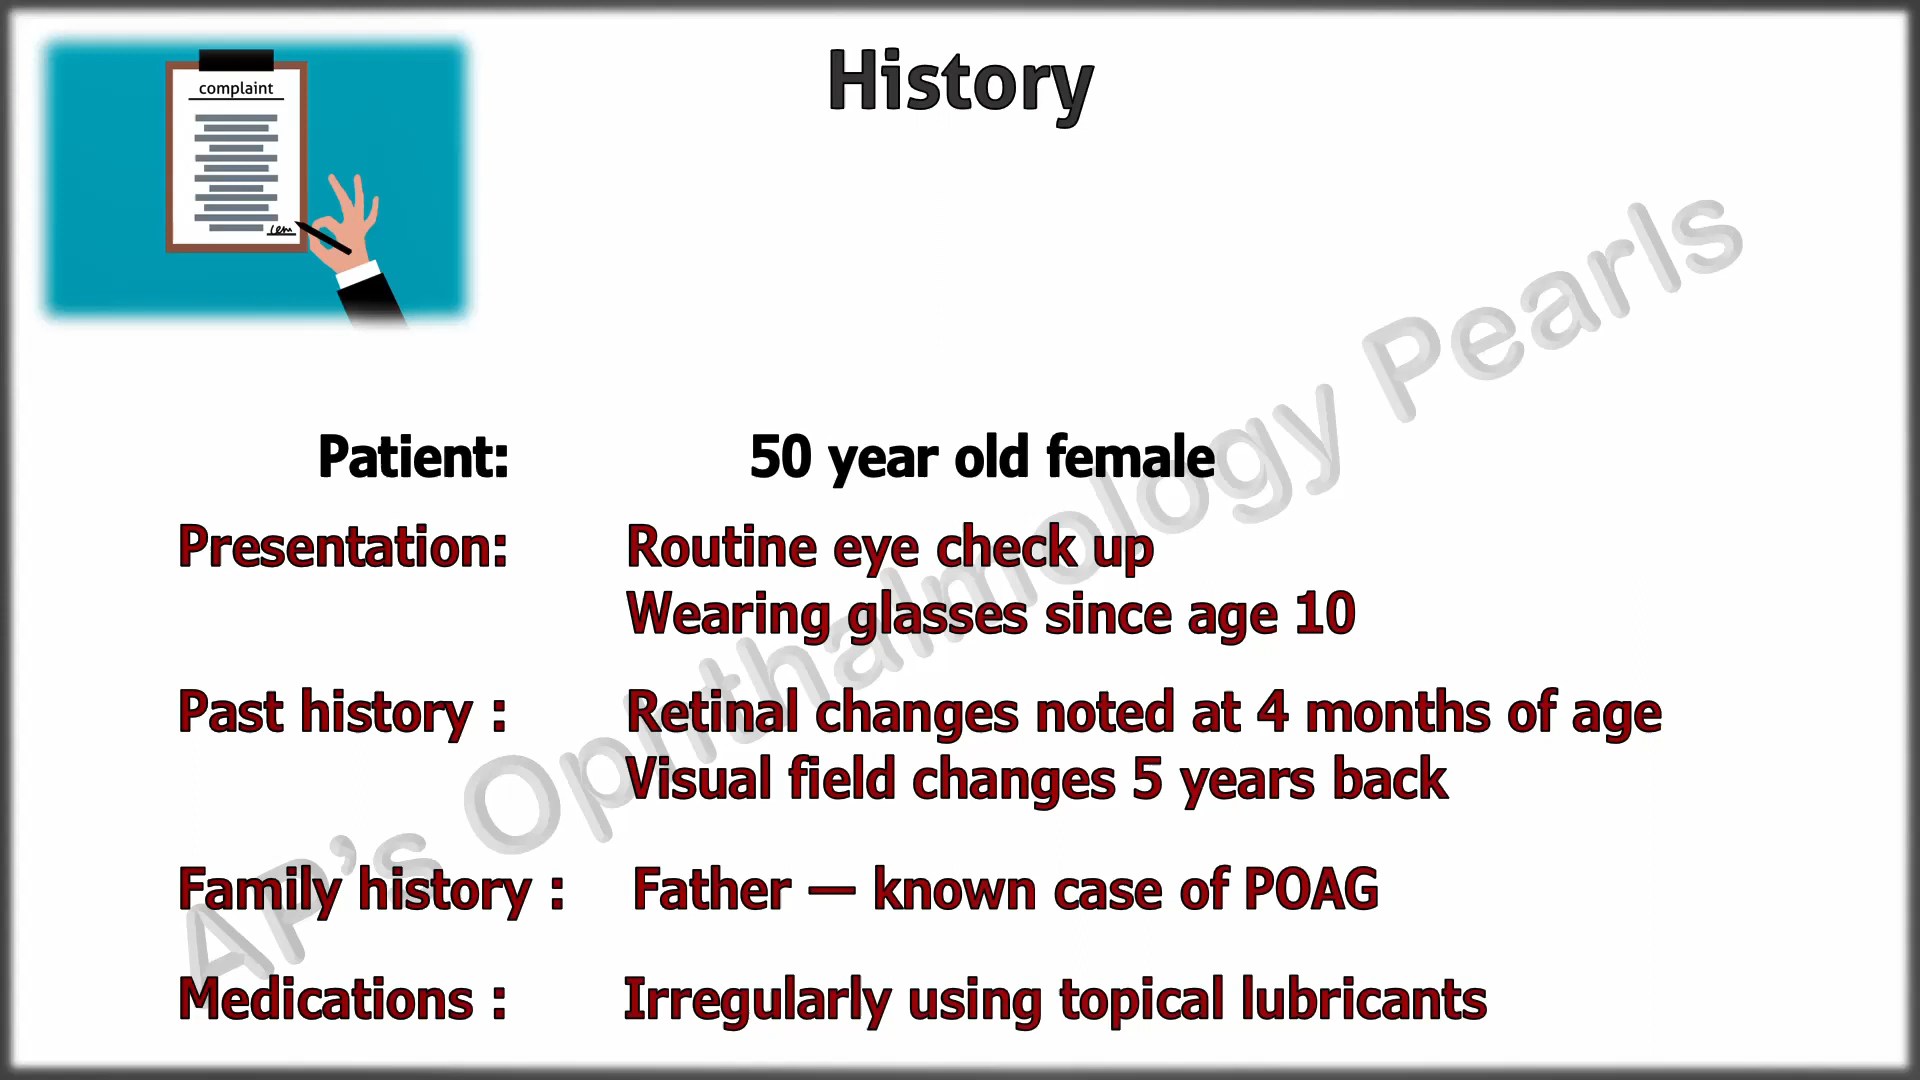 History
complaint
Patient: 50 year old female
Presentation: Routine eye check up
Wearing glasses since age 10
Past history : Retinal changes noted at 4 months of age
Visual field changes 5 years back
Family history : Father — known case of POAG
Medications : Irregularly using topical lubricants
AP's Ophthalmology Pearls